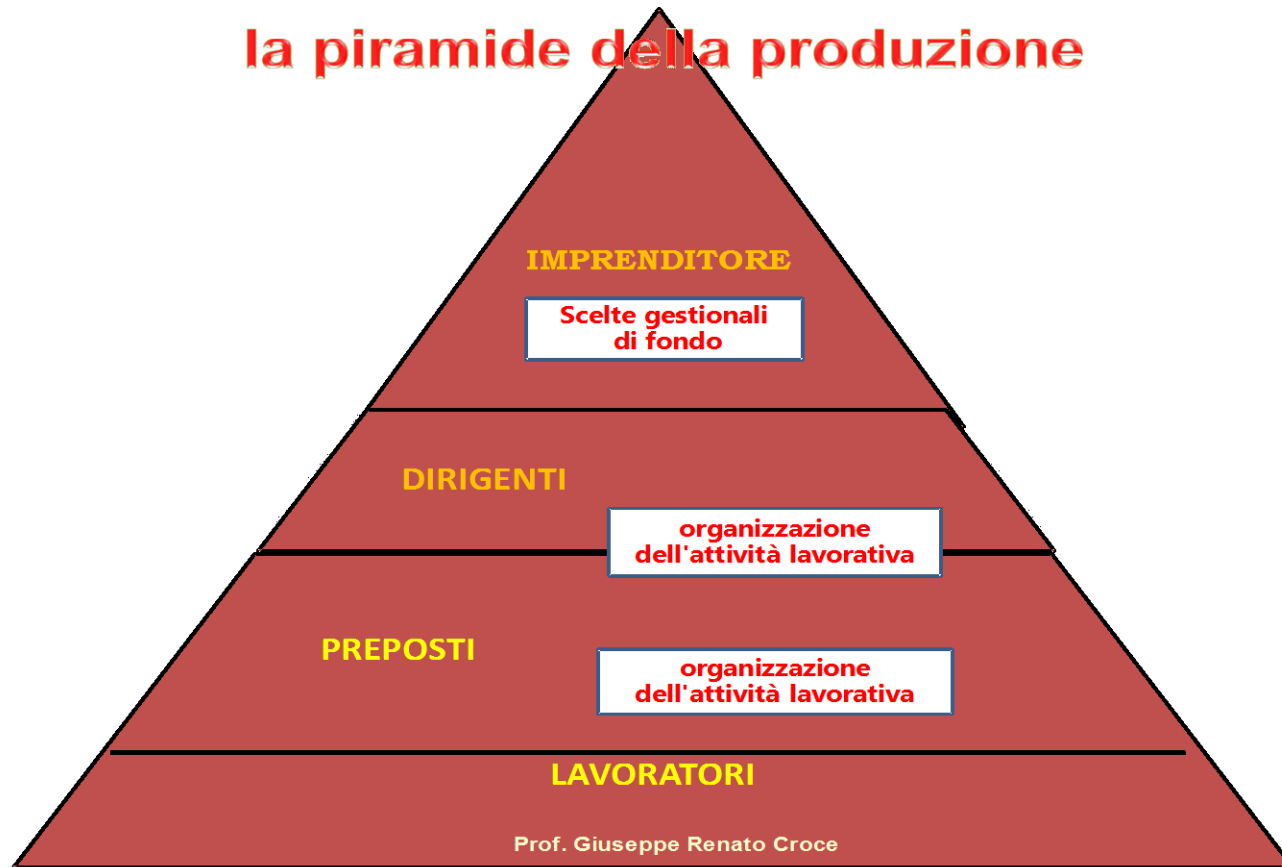 la piramide della produzione
IMPRENDITORE
Scelte gestionali
di fondo
DIRIGENTI
organizzazione
dell'attività lavorativa
PREPOSTI
organizzazione
dell'attività lavorativa
LAVORATORI
Prof. Giuseppe Renato Croce